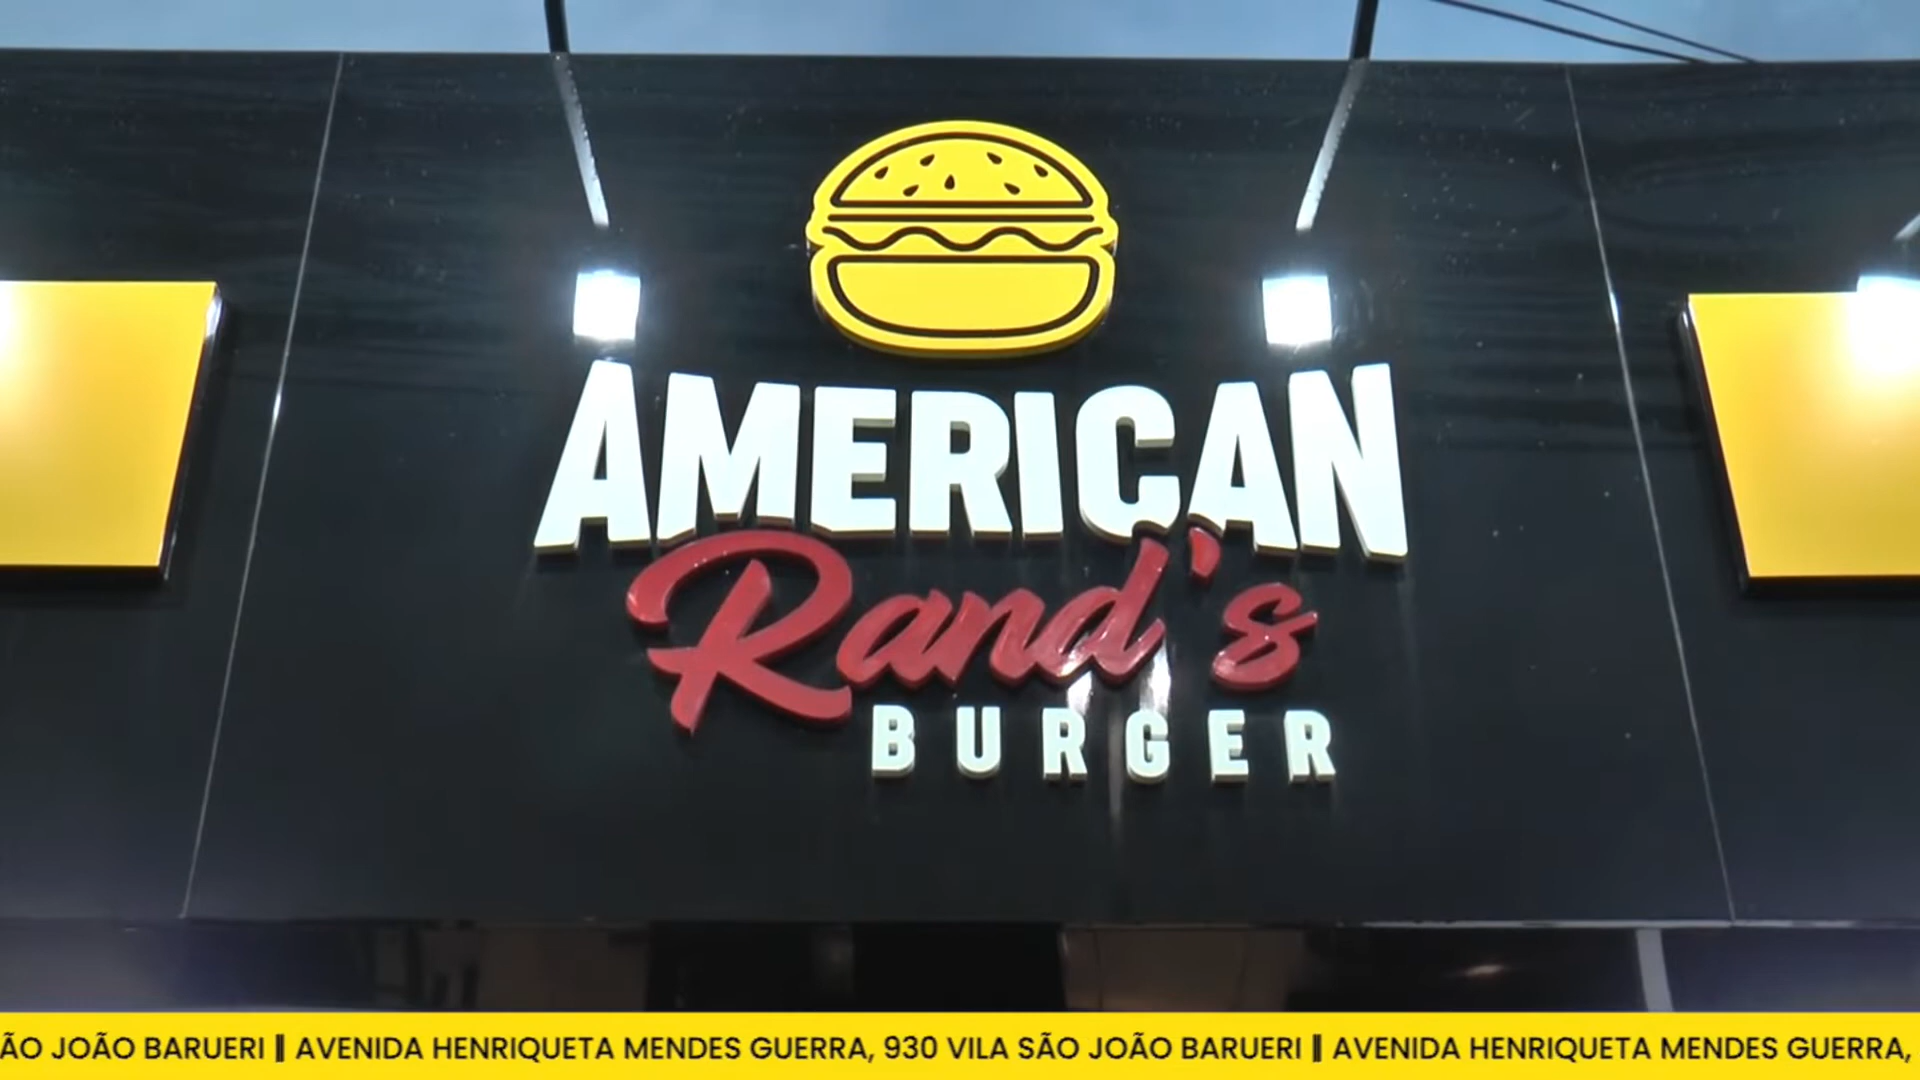 AMERICAN
Rand's
BURGER
ÃO JOÃO BARUERI || AVENIDA HENRIQUETA MENDES GUERRA, 930 VILA SÃO JOÃO BARUERI || AVENIDA HENRIQUETA MENDES GUERRA,